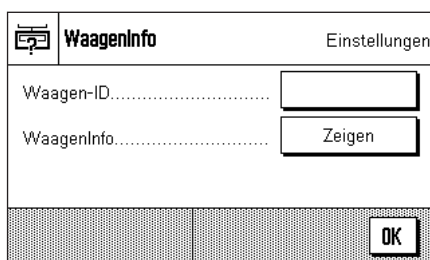 WaagenInfo Einstellungen
Waagen-ID............................
WaagenInfo............................ Zeigen
OK